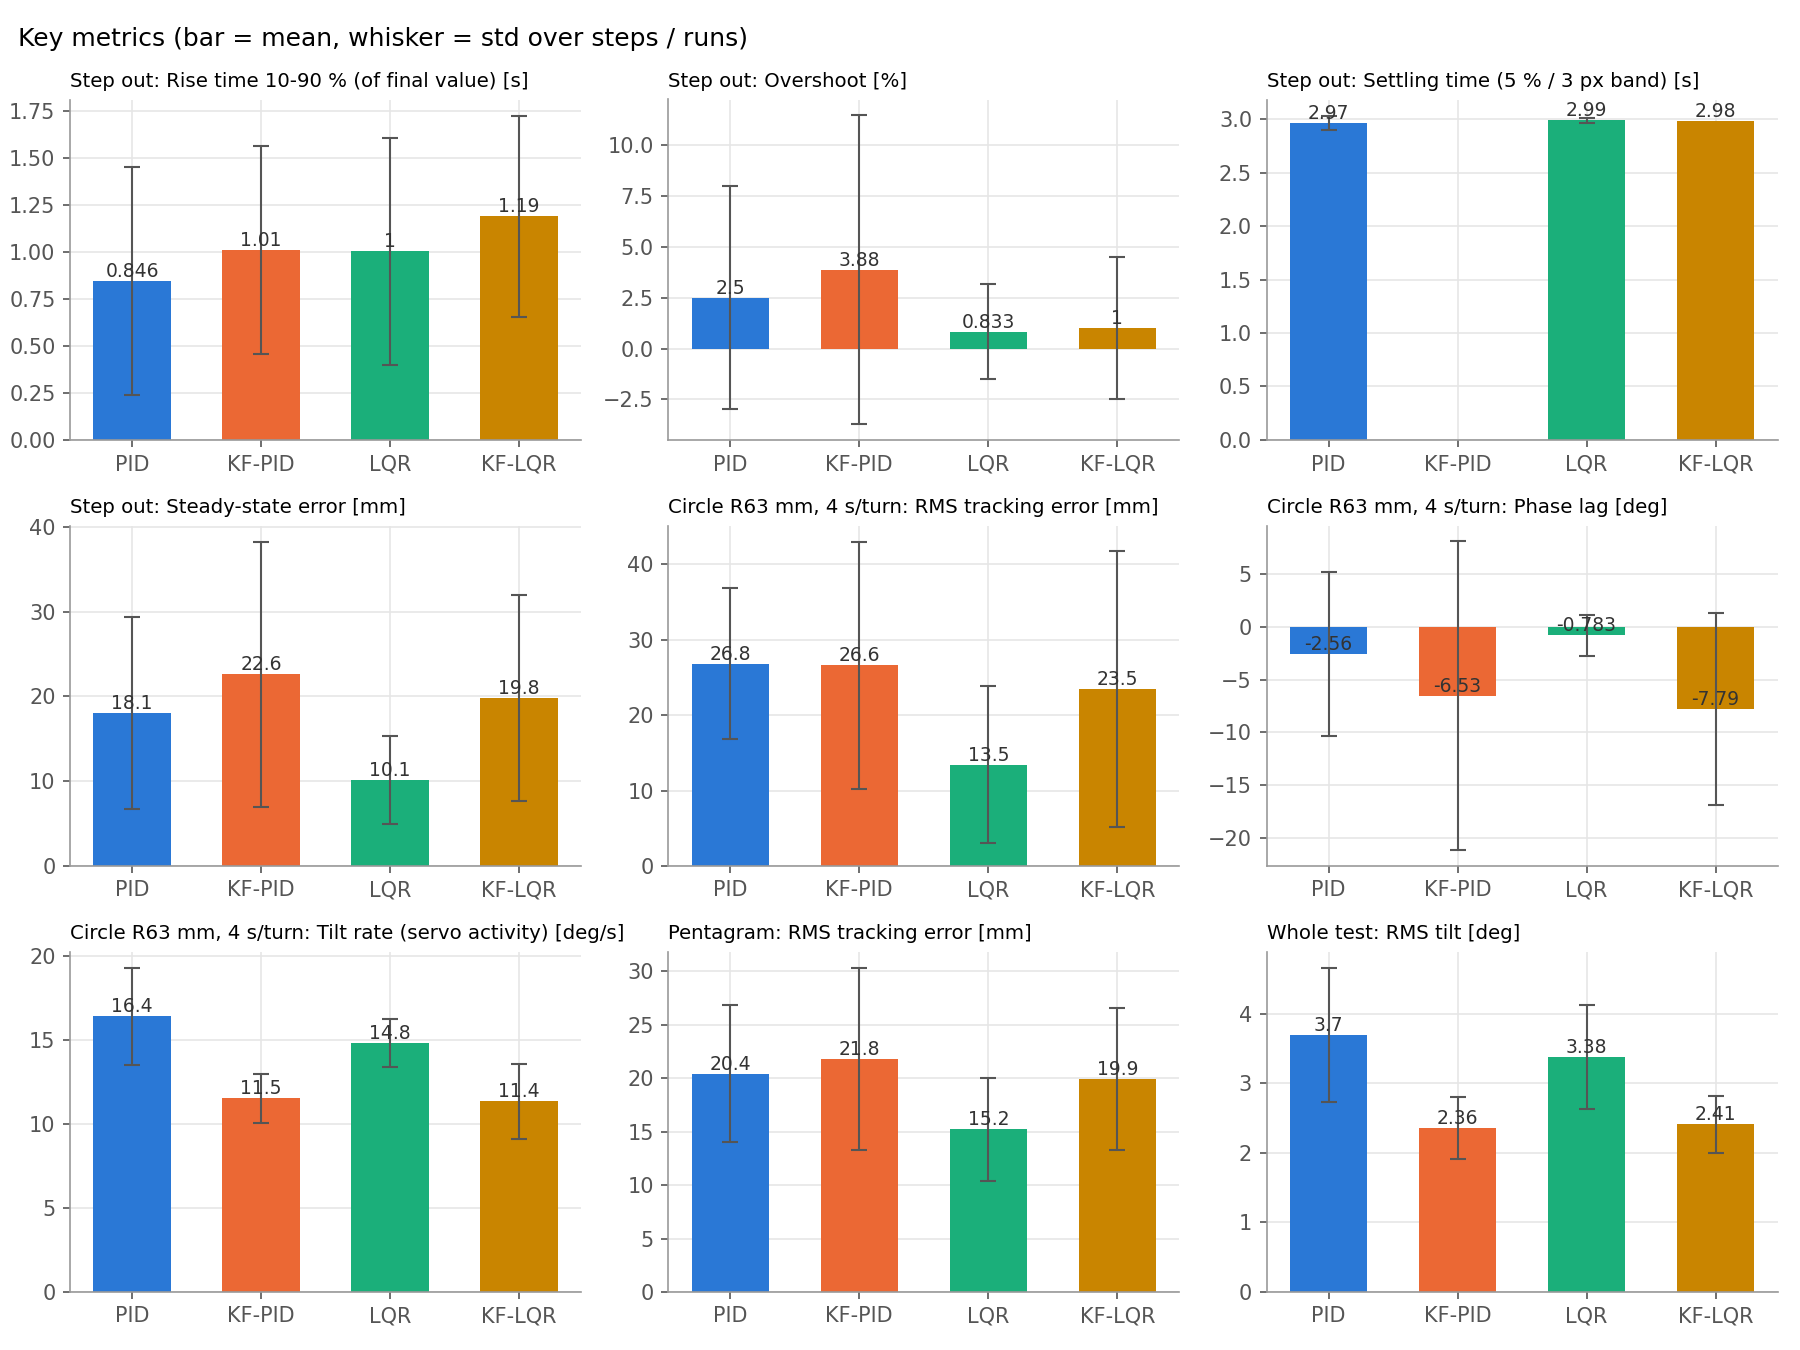 Key metrics (bar = mean, whisker = std over steps / runs)
Step out: Rise time 10-90 % (of final value) [s]
1.75
1.50
1.25
1.00
0.75
0.50
0.25
0.00
0.846
1.01
1
1.19
PID
KF-PID
LQR
KF-LQR
Step out: Overshoot [%]
10.0
7.5
5.0
2.5
0.0
−2.5
2.5
3.88
0.833
1
PID
KF-PID
LQR
KF-LQR
Step out: Settling time (5 % / 3 px band) [s]
3.0
2.5
2.0
1.5
1.0
0.5
0.0
2.97
2.99
2.98
PID
KF-PID
LQR
KF-LQR
Step out: Steady-state error [mm]
40
30
20
10
0
18.1
22.6
10.1
19.8
PID
KF-PID
LQR
KF-LQR
Circle R63 mm, 4 s/turn: RMS tracking error [mm]
40
30
20
10
0
26.8
26.6
13.5
23.5
PID
KF-PID
LQR
KF-LQR
Circle R63 mm, 4 s/turn: Phase lag [deg]
5
0
−5
−10
−15
−20
-2.56
-6.53
-0.783
-7.79
PID
KF-PID
LQR
KF-LQR
Circle R63 mm, 4 s/turn: Tilt rate (servo activity) [deg/s]
20
15
10
5
0
16.4
11.5
14.8
11.4
PID
KF-PID
LQR
KF-LQR
Pentagram: RMS tracking error [mm]
30
25
20
15
10
5
0
20.4
21.8
15.2
19.9
PID
KF-PID
LQR
KF-LQR
Whole test: RMS tilt [deg]
4
3
2
1
0
3.7
2.36
3.38
2.41
PID
KF-PID
LQR
KF-LQR